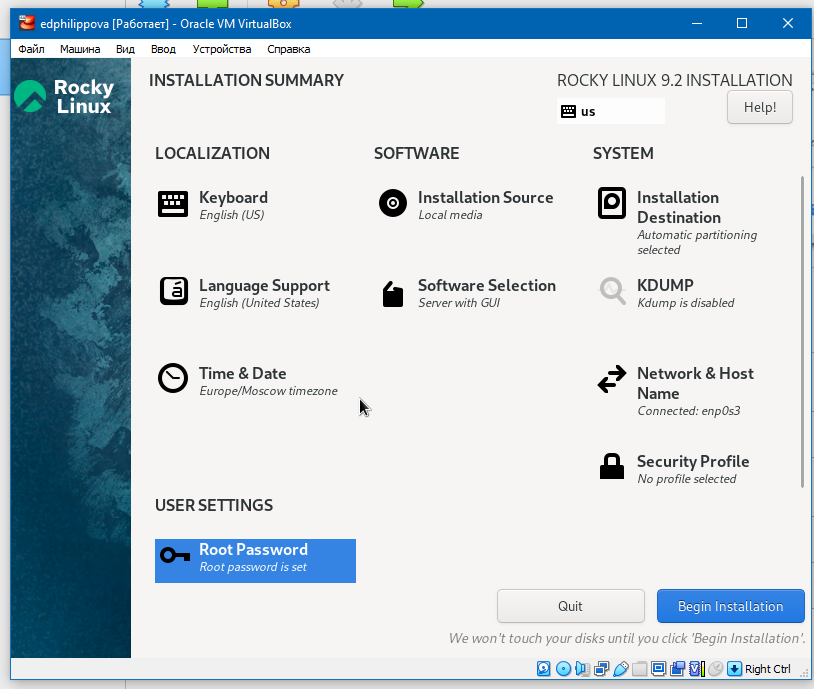 edphilippova [Работает] - Oracle VM VirtualBox
Файл Машина Вид Ввод Устройства Справка
Rocky
Linux
INSTALLATION SUMMARY
ROCKY LINUX 9.2 INSTALLATION
us
Help!
LOCALIZATION
Keyboard
English (US)
Language Support
English (United States)
Time & Date
Europe/Moscow timezone
SOFTWARE
Installation Source
Local media
Software Selection
Server with GUI
SYSTEM
Installation
Destination
Automatic partitioning
selected
KDUMP
Kdump is disabled
Network & Host
Name
Connected: enp0s3
Security Profile
No profile selected
USER SETTINGS
Root Password
Root password is set
Quit
Begin Installation
We won't touch your disks until you click 'Begin Installation'.
Right Ctrl